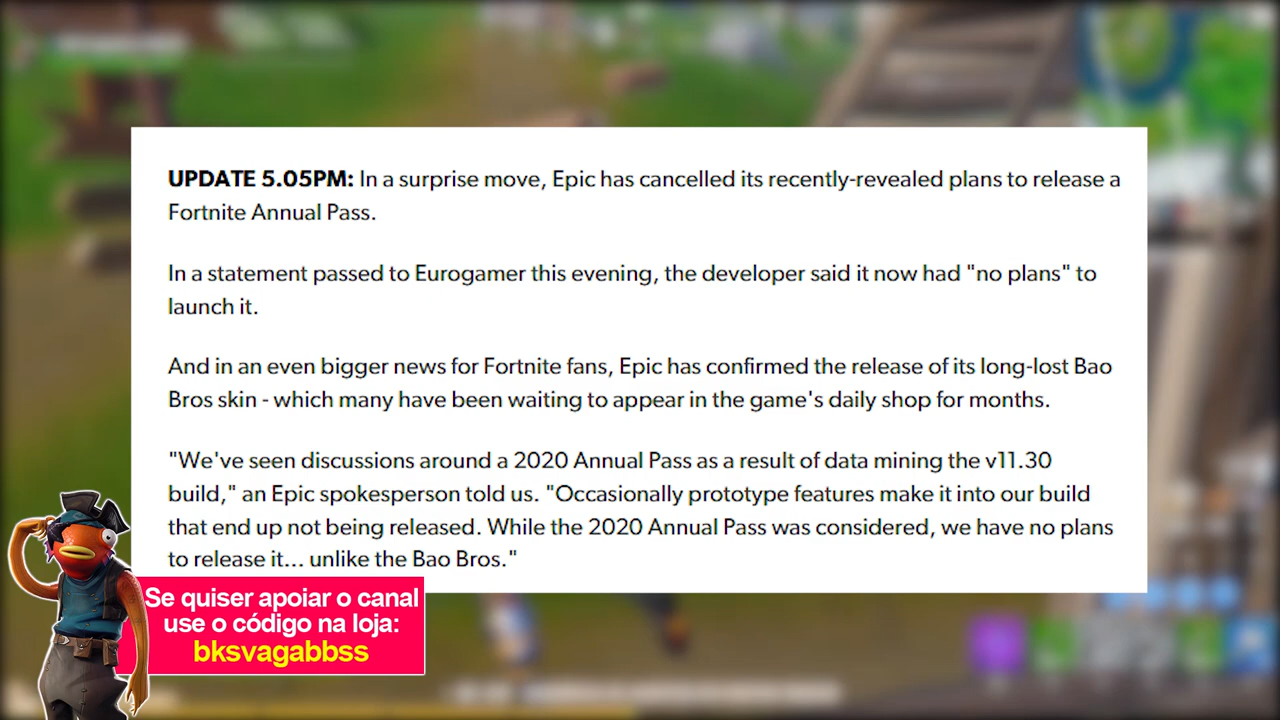 UPDATE 5.05PM: In a surprise move, Epic has cancelled its recently-revealed plans to release a
Fortnite Annual Pass.
In a statement passed to Eurogamer this evening, the developer said it now had "no plans" to
launch it.
And in an even bigger news for Fortnite fans, Epic has confirmed the release of its long-lost Bao
Bros skin - which many have been waiting to appear in the game's daily shop for months.
"We've seen discussions around a 2020 Annual Pass as a result of data mining the v11.30
build," an Epic spokesperson told us. "Occasionally prototype features make it into our build
that end up not being released. While the 2020 Annual Pass was considered, we have no plans
to release it... unlike the Bao Bros."
Se quiser apoiar o canal
use o código na loja:
bksvagabbss